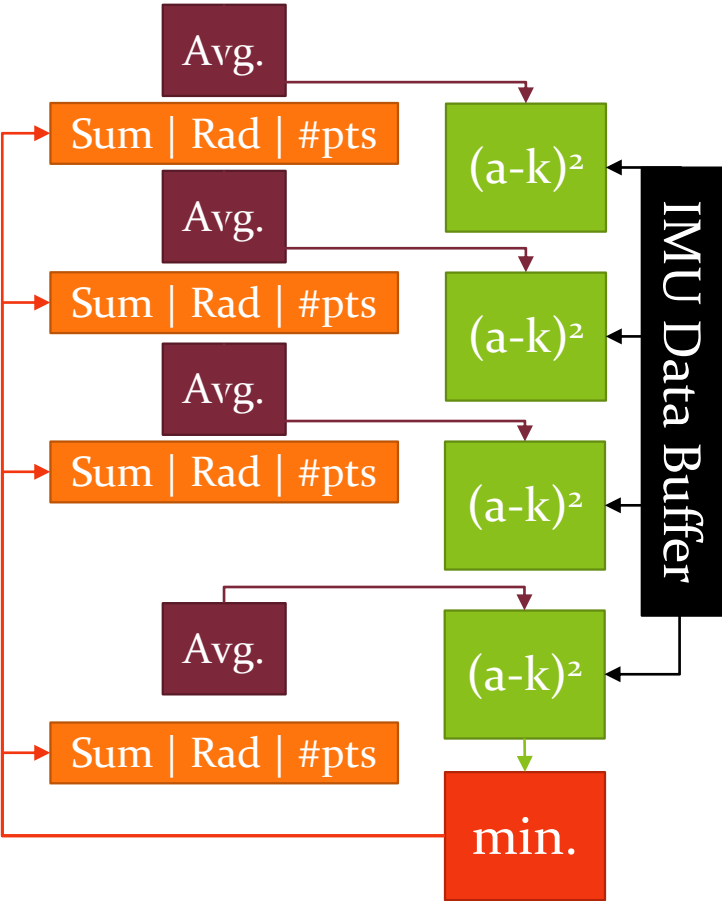 Avg.
Sum | Rad | #pts
(a-k)²
Avg.
Sum | Rad | #pts
(a-k)²
Avg.
Sum | Rad | #pts
(a-k)²
Avg.
(a-k)²
Sum | Rad | #pts
min.
IMU Data Buffer